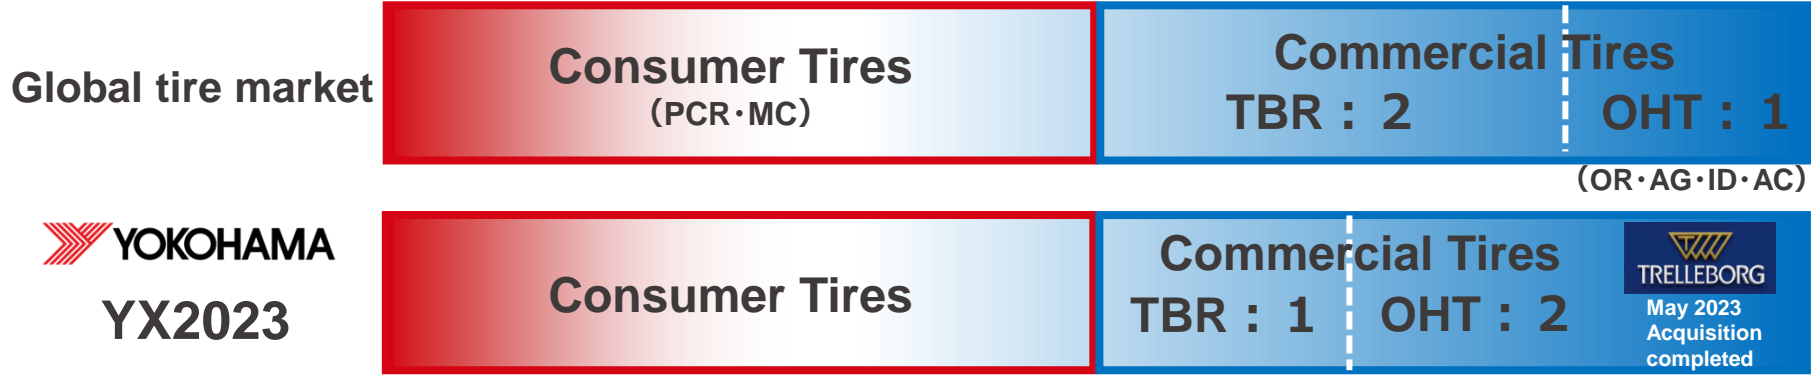 Global tire market
Consumer Tires
（PCR･MC）
Commercial Tires
TBR： 2
OHT： 1
（OR･AG･ID･AC）
YOKOHAMA
YX2023
Consumer Tires
Commercial Tires
TBR： 1
OHT： 2
TRELLEBORG
May 2023
Acquisition
completed